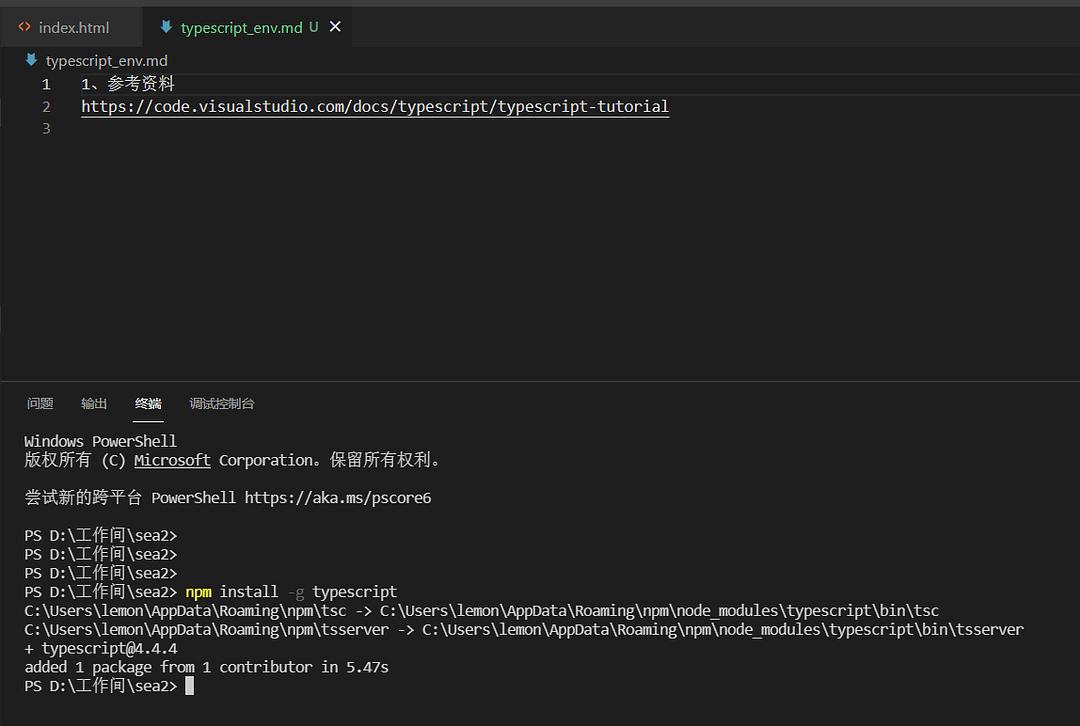 index.html
typescript_env.md U
typescript_env.md
1 1、参考资料
2 https://code.visualstudio.com/docs/typescript/typescript-tutorial
3
问题 输出 终端 调试控制台
Windows PowerShell
版权所有 (C) Microsoft Corporation。保留所有权利。
尝试新的跨平台 PowerShell https://aka.ms/pscore6
PS D:\工作间\sea2>
PS D:\工作间\sea2>
PS D:\工作间\sea2>
PS D:\工作间\sea2> npm install -g typescript
C:\Users\lemon\AppData\Roaming\npm\tsc -> C:\Users\lemon\AppData\Roaming\npm\node_modules\typescript\bin\tsc
C:\Users\lemon\AppData\Roaming\npm\tsserver -> C:\Users\lemon\AppData\Roaming\npm\node_modules\typescript\bin\tsserver
+ typescript@4.4.4
added 1 package from 1 contributor in 5.47s
PS D:\工作间\sea2>